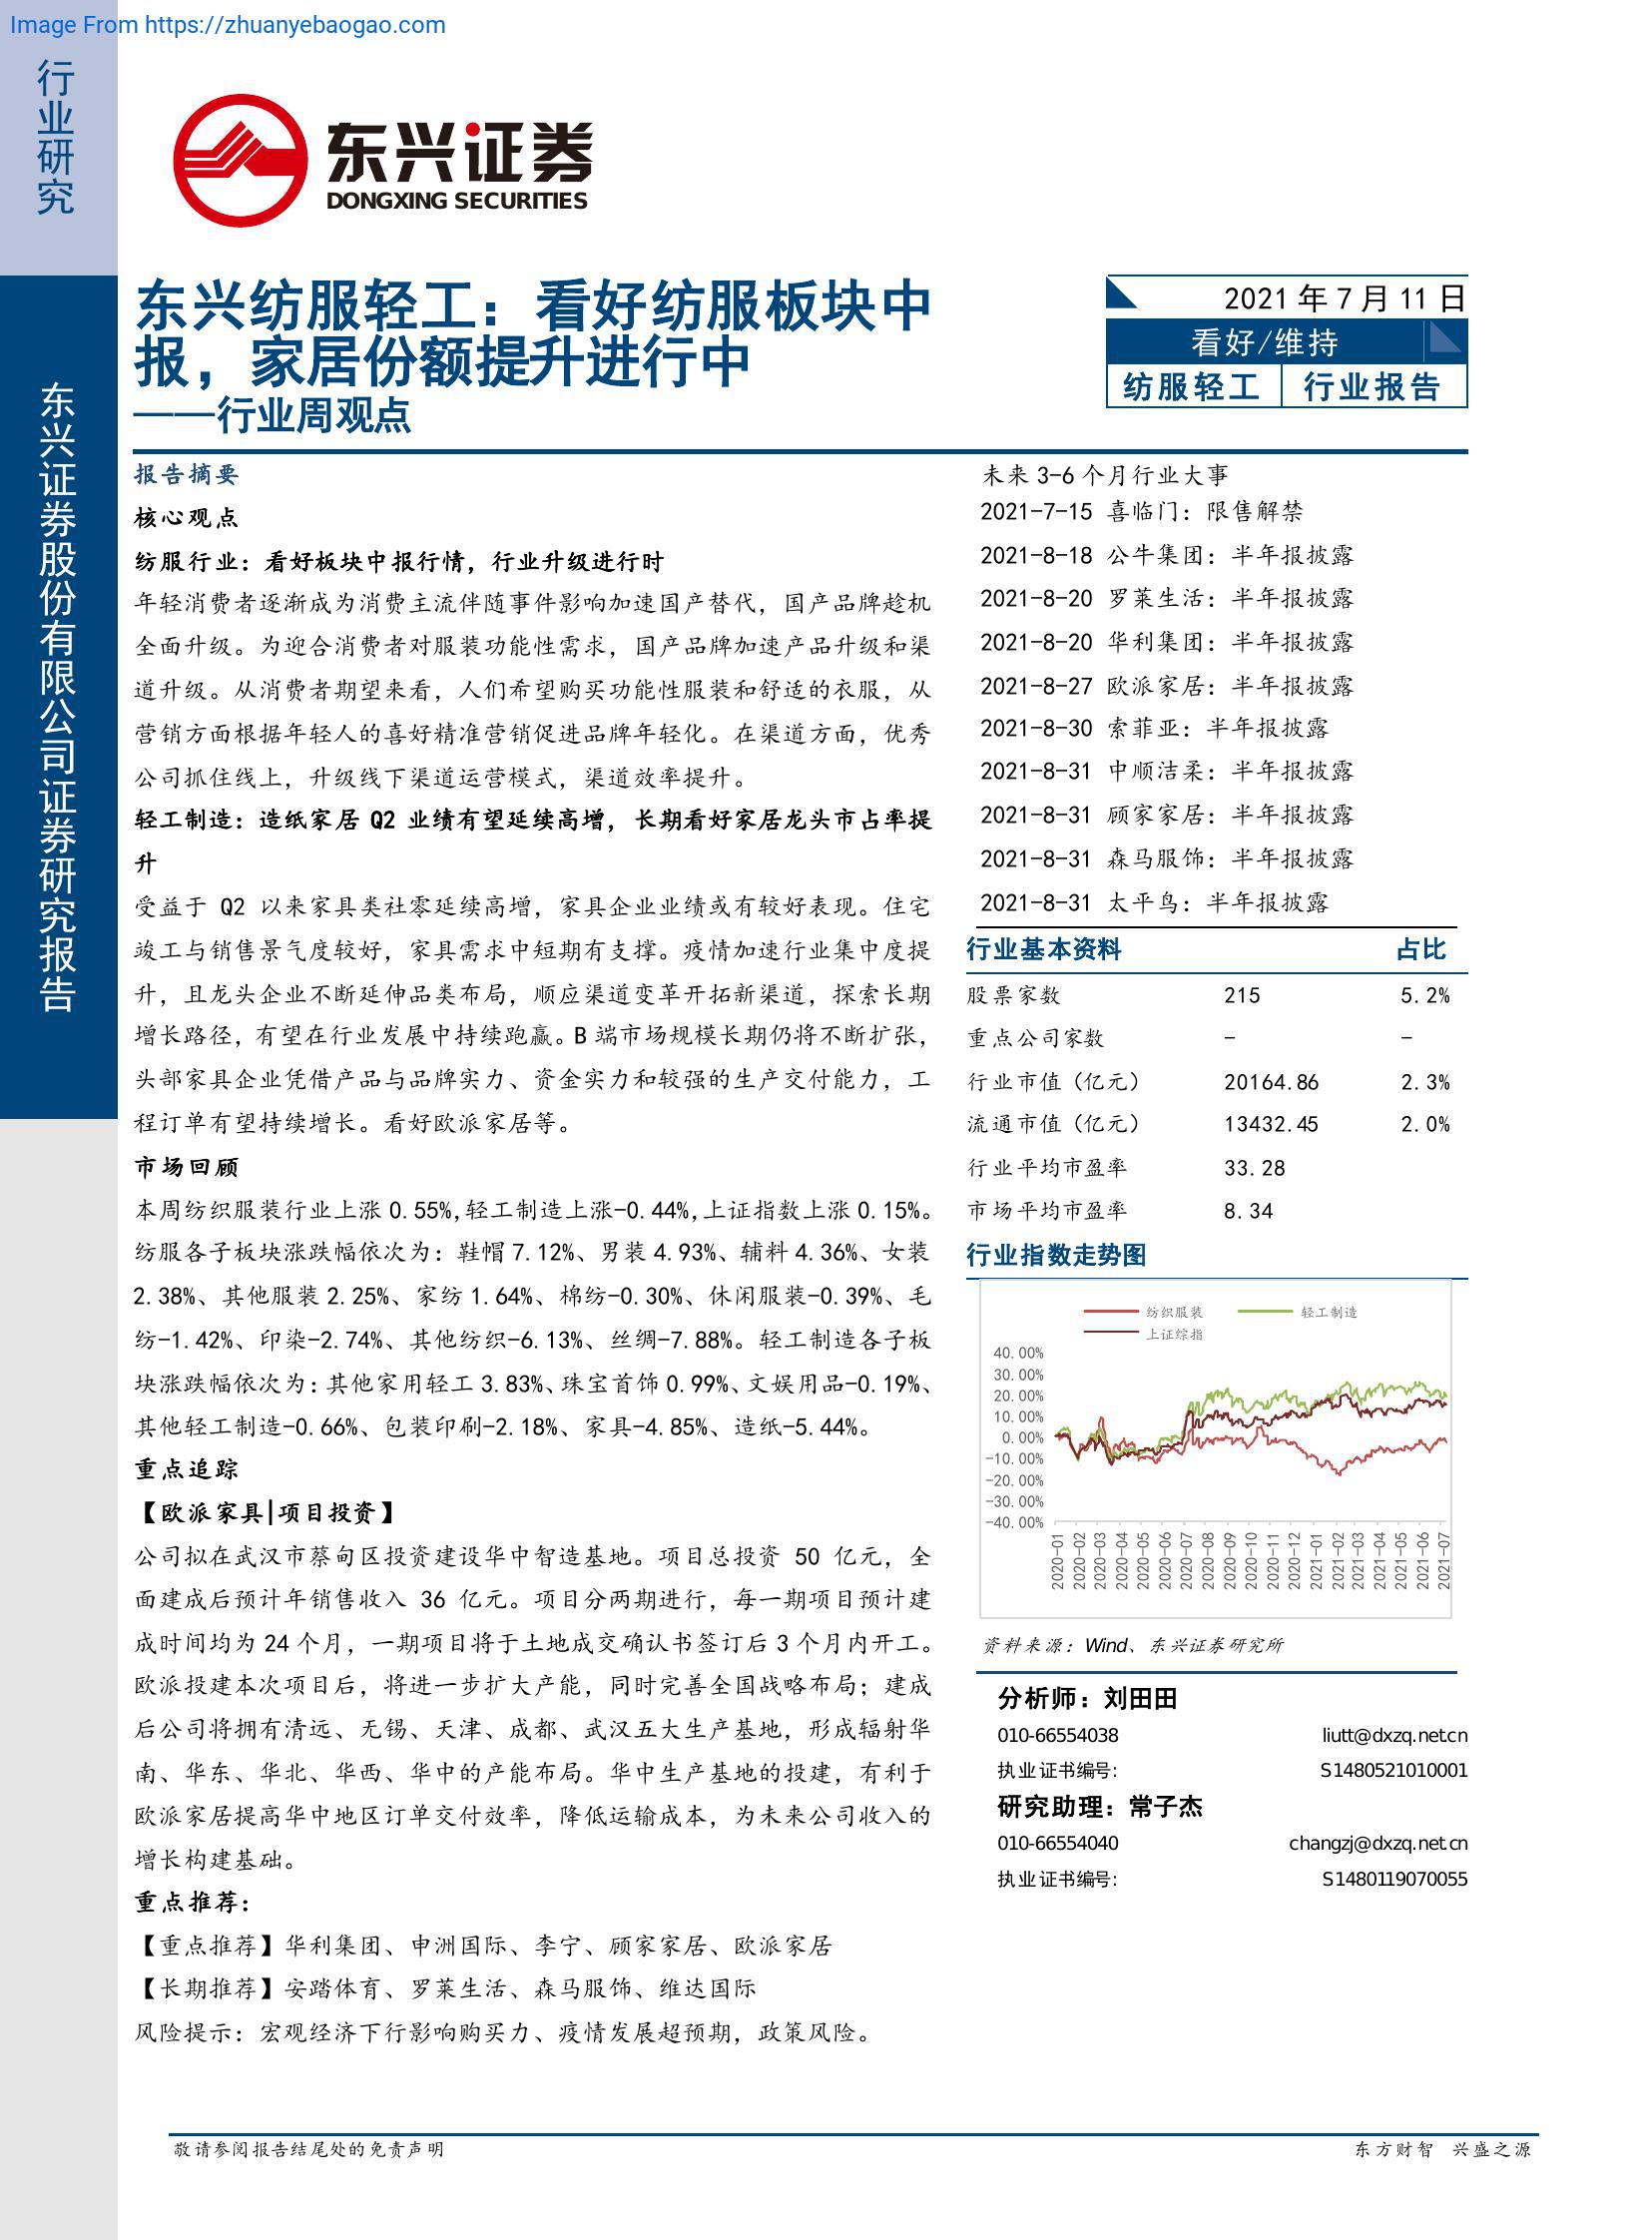 Image From https://zhuanyebaogao.com
行业研究
东兴证券股份有限公司证券研究报告
东兴证券
DONGXING SECURITIES
东兴纺服轻工：看好纺服板块中
报，家居份额提升进行中
——行业周观点
2021 年 7 月 11 日
看好/维持
纺服轻工 行业报告
报告摘要
核心观点
纺服行业：看好板块中报行情，行业升级进行时
年轻消费者逐渐成为消费主流伴随事件影响加速国产替代，国产品牌趁机
全面升级。为迎合消费者对服装功能性需求，国产品牌加速产品升级和渠
道升级。从消费者期望来看，人们希望购买功能性服装和舒适的衣服，从
营销方面根据年轻人的喜好精准营销促进品牌年轻化。在渠道方面，优秀
公司抓住线上，升级线下渠道运营模式，渠道效率提升。
轻工制造：造纸家居 Q2 业绩有望延续高增，长期看好家居龙头市占率提
升
受益于 Q2 以来家具类社零延续高增，家具企业业绩或有较好表现。住宅
竣工与销售景气度较好，家具需求中短期有支撑。疫情加速行业集中度提
升，且龙头企业不断延伸品类布局，顺应渠道变革开拓新渠道，探索长期
增长路径，有望在行业发展中持续跑赢。B 端市场规模长期仍将不断扩张，
头部家具企业凭借产品与品牌实力、资金实力和较强的生产交付能力，工
程订单有望持续增长。看好欧派家居等。
市场回顾
本周纺织服装行业上涨 0.55%,轻工制造上涨-0.44%,上证指数上涨 0.15%。
纺服各子板块涨跌幅依次为：鞋帽 7.12%、男装 4.93%、辅料 4.36%、女装
2.38%、其他服装 2.25%、家纺 1.64%、棉纺-0.30%、休闲服装-0.39%、毛
纺-1.42%、印染-2.74%、其他纺织-6.13%、丝绸-7.88%。轻工制造各子板
块涨跌幅依次为：其他家用轻工 3.83%、珠宝首饰 0.99%、文娱用品-0.19%、
其他轻工制造-0.66%、包装印刷-2.18%、家具-4.85%、造纸-5.44%。
重点追踪
【欧派家具|项目投资】
公司拟在武汉市蔡甸区投资建设华中智造基地。项目总投资 50 亿元，全
面建成后预计年销售收入 36 亿元。项目分两期进行，每一期项目预计建
成时间均为 24 个月，一期项目将于土地成交确认书签订后 3 个月内开工。
欧派投建本次项目后，将进一步扩大产能，同时完善全国战略布局；建成
后公司将拥有清远、无锡、天津、成都、武汉五大生产基地，形成辐射华
南、华东、华北、华西、华中的产能布局。华中生产基地的投建，有利于
欧派家居提高华中地区订单交付效率，降低运输成本，为未来公司收入的
增长构建基础。
重点推荐：
【重点推荐】华利集团、申洲国际、李宁、顾家家居、欧派家居
【长期推荐】安踏体育、罗莱生活、森马服饰、维达国际
风险提示：宏观经济下行影响购买力、疫情发展超预期，政策风险。
未来 3-6 个月行业大事
2021-7-15 喜临门：限售解禁
2021-8-18 公牛集团：半年报披露
2021-8-20 罗莱生活：半年报披露
2021-8-20 华利集团：半年报披露
2021-8-27 欧派家居：半年报披露
2021-8-30 索菲亚：半年报披露
2021-8-31 中顺洁柔：半年报披露
2021-8-31 顾家家居：半年报披露
2021-8-31 森马服饰：半年报披露
2021-8-31 太平鸟：半年报披露
行业基本资料 占比
股票家数 215 5.2%
重点公司家数 - -
行业市值（亿元） 20164.86 2.3%
流通市值（亿元） 13432.45 2.0%
行业平均市盈率 33.28
市场平均市盈率 8.34
行业指数走势图
纺织服装 轻工制造
上证综指
40.00%
30.00%
20.00%
10.00%
0.00%
-10.00%
-20.00%
-30.00%
-40.00%
2020-01 2020-02 2020-03 2020-04 2020-05 2020-06 2020-07 2020-08 2020-09 2020-10 2020-11 2020-12 2021-01 2021-02 2021-03 2021-04 2021-05 2021-06 2021-07
资料来源：Wind、东兴证券研究所
分析师：刘田田
010-66554038 liutt@dxzq.net.cn
执业证书编号: S1480521010001
研究助理：常子杰
010-66554040 changzj@dxzq.net.cn
执业证书编号: S1480119070055
敬请参阅报告结尾处的免责声明
东方财智 兴盛之源